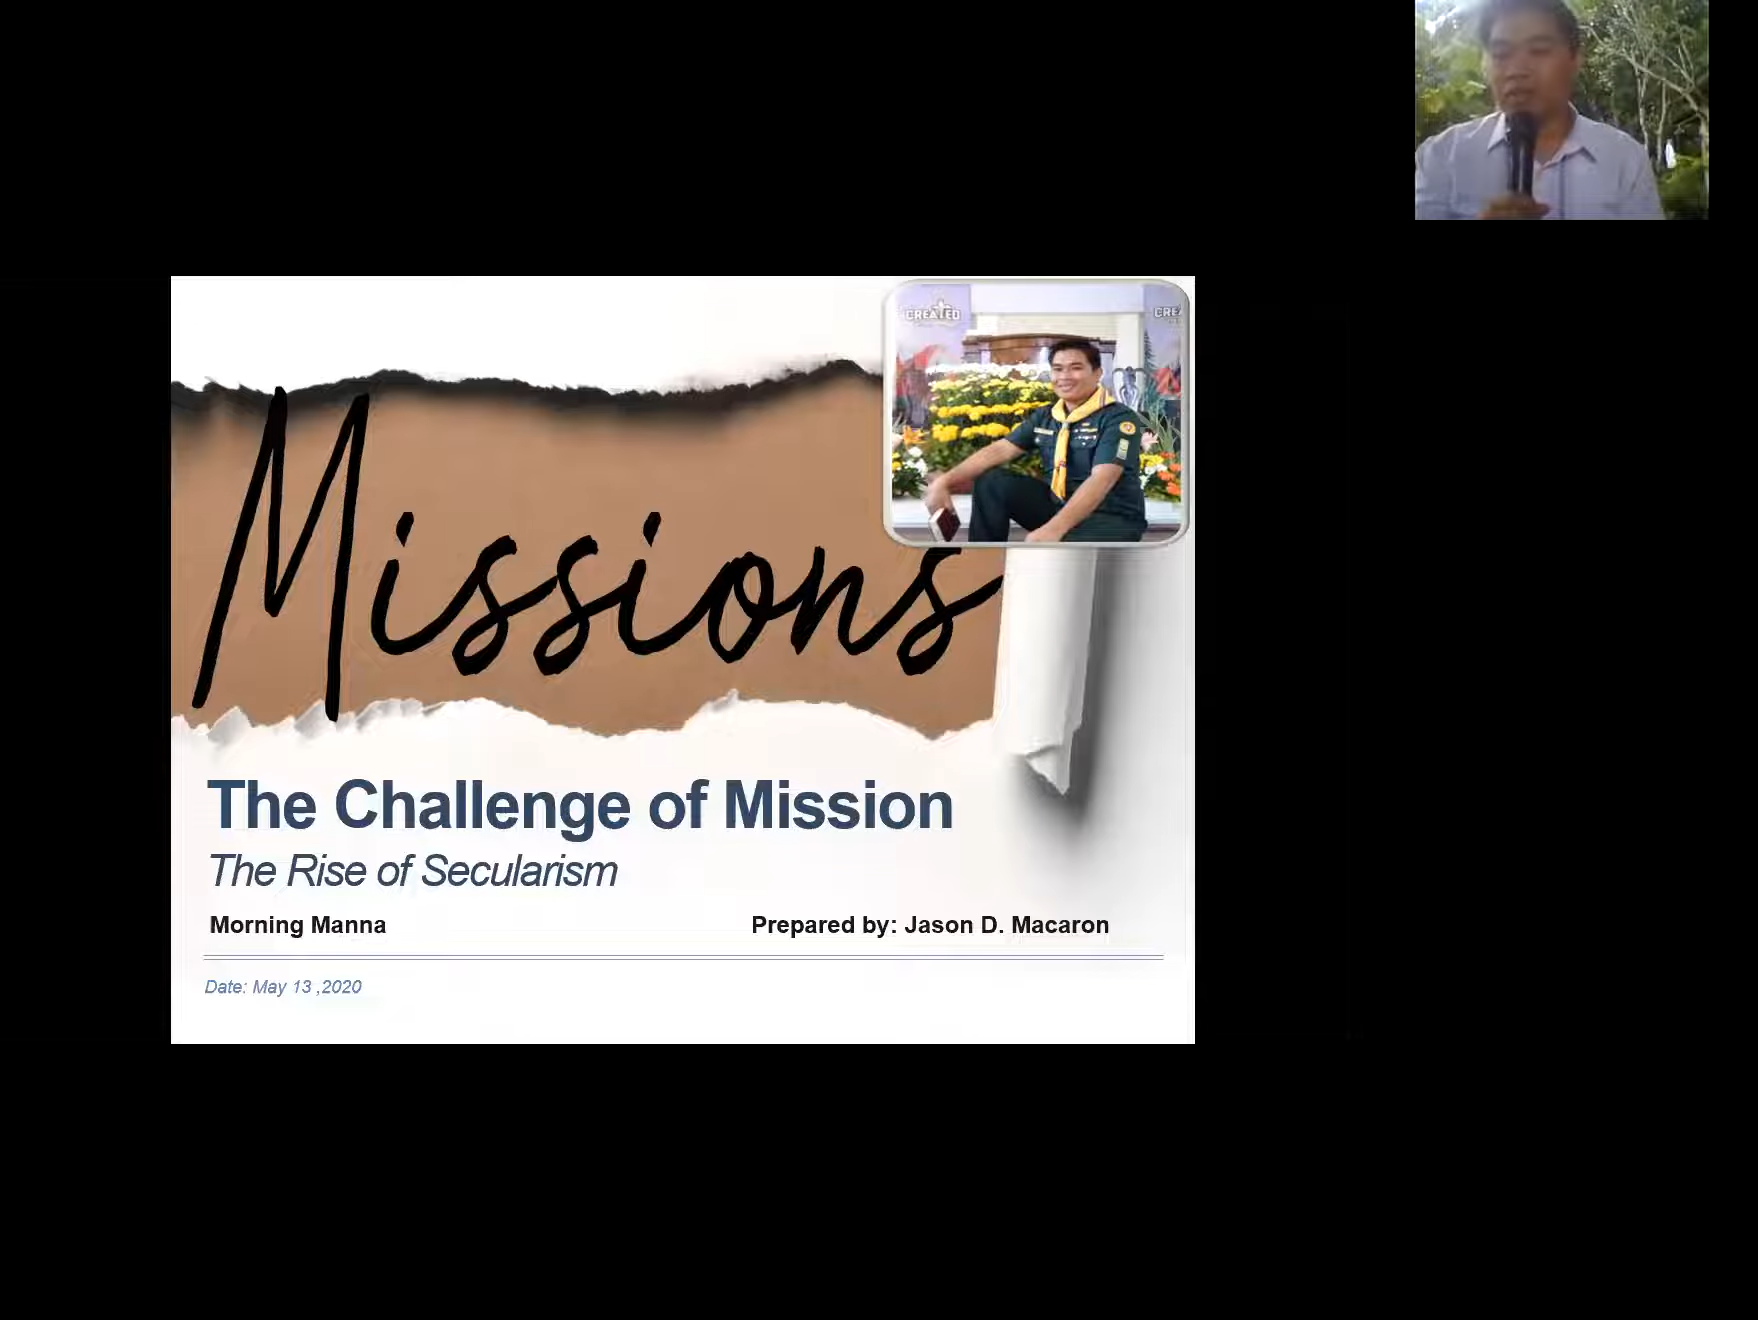 CREATED
CREA
Missions
The Challenge of Mission
The Rise of Secularism
Morning Manna
Prepared by: Jason D. Macaron
Date: May 13 ,2020